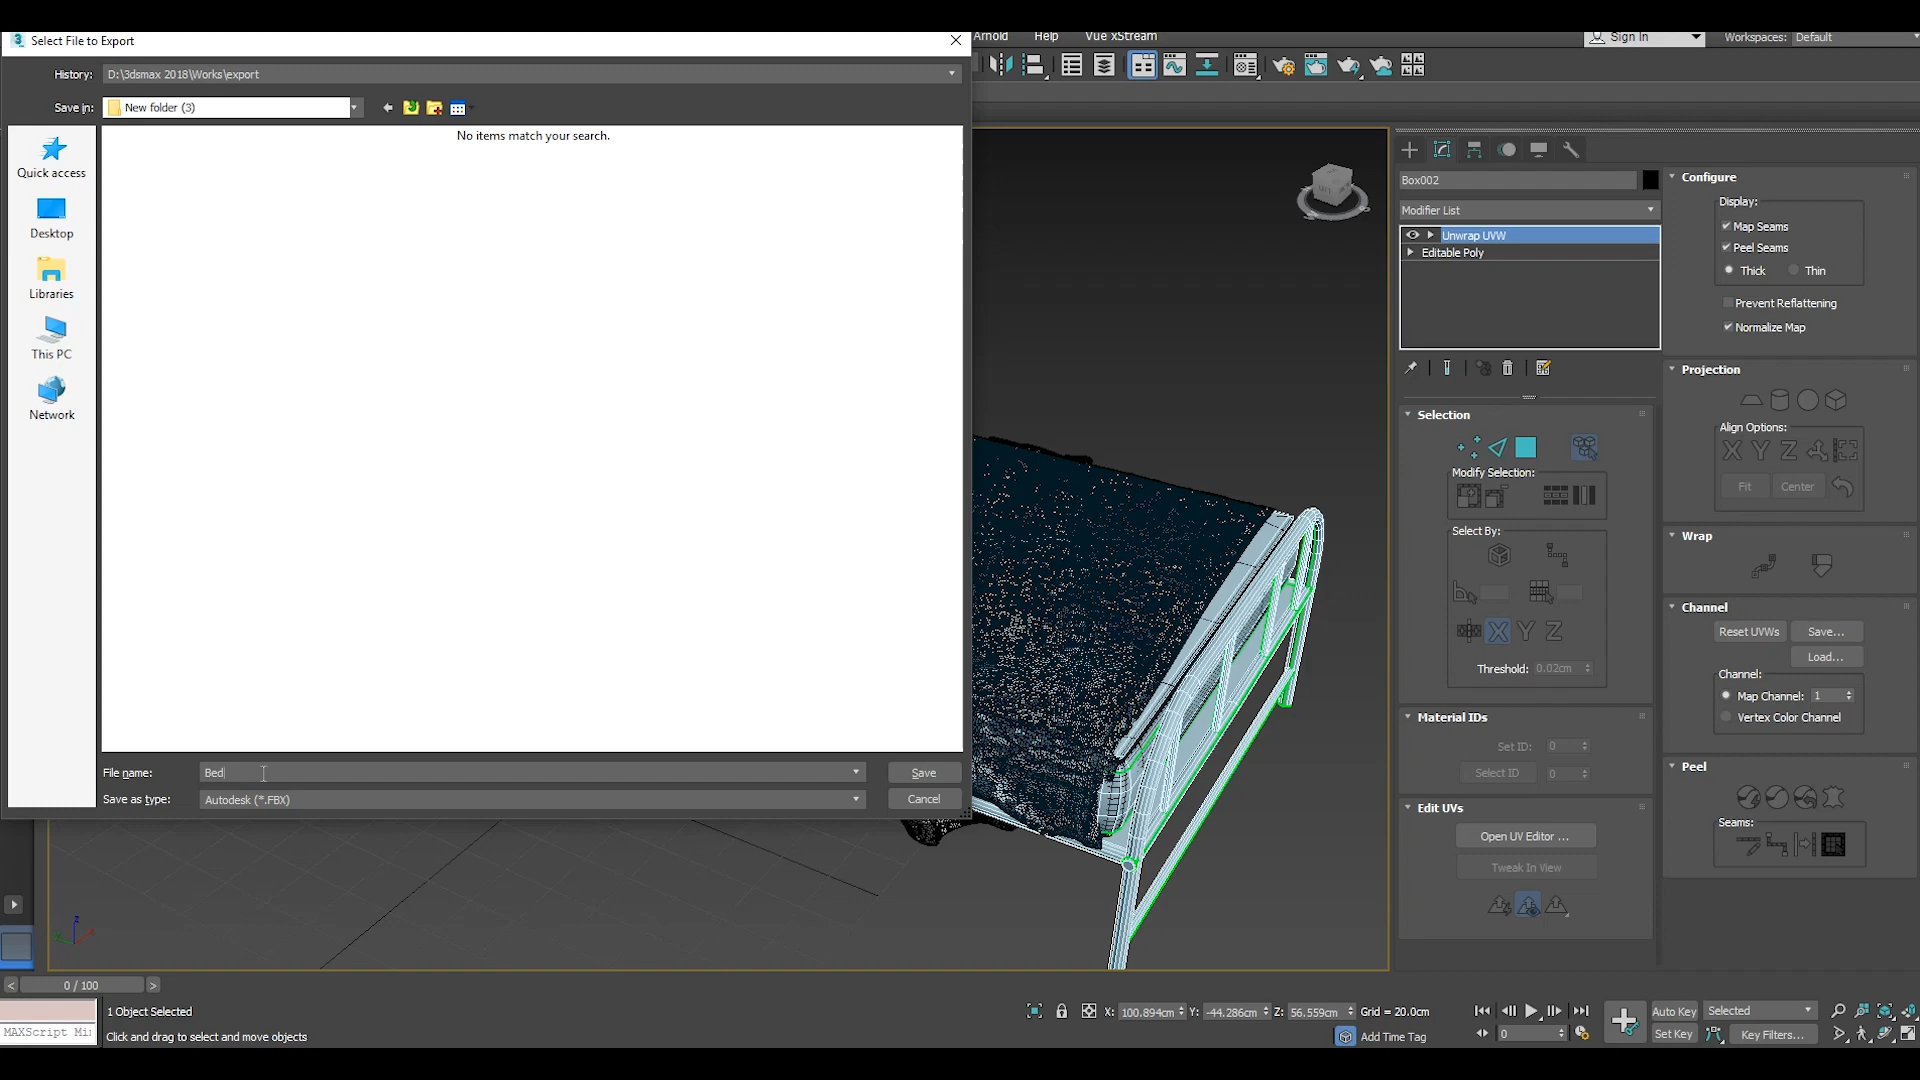 Select File to Export
Arnold Help Vue xStream
Sign In
Workspaces: Default
History: D:\3dsmax 2018\Works\export
Save in: New folder (3)
No items match your search.
Quick access
Desktop
Libraries
This PC
Network
File name: Bed
Save
Save as type: Autodesk (*.FBX)
Cancel
Box002
Modifier List
Unwrap UVW
Editable Poly
Selection
Modify Selection:
Select By:
X Y Z
Threshold: 0.02cm
Material IDs
Set ID: 0
Select ID 0
Edit UVs
Open UV Editor ...
Tweak In View
Configure
Display:
Map Seams
Peel Seams
Thick Thin
Prevent Reflattening
Normalize Map
Projection
Align Options:
X Y Z
Fit Center
Wrap
Channel
Reset UVWs Save...
Load...
Channel:
Map Channel: 1
Vertex Color Channel
Peel
Seams:
z
< 0 / 100 >
1 Object Selected
X: 100.894cm Y: -44.286cm Z: 56.559cm Grid = 20.0cm
Auto Key Selected
MAXScript Mi
Click and drag to select and move objects
Add Time Tag
0
Set Key Key Filters...